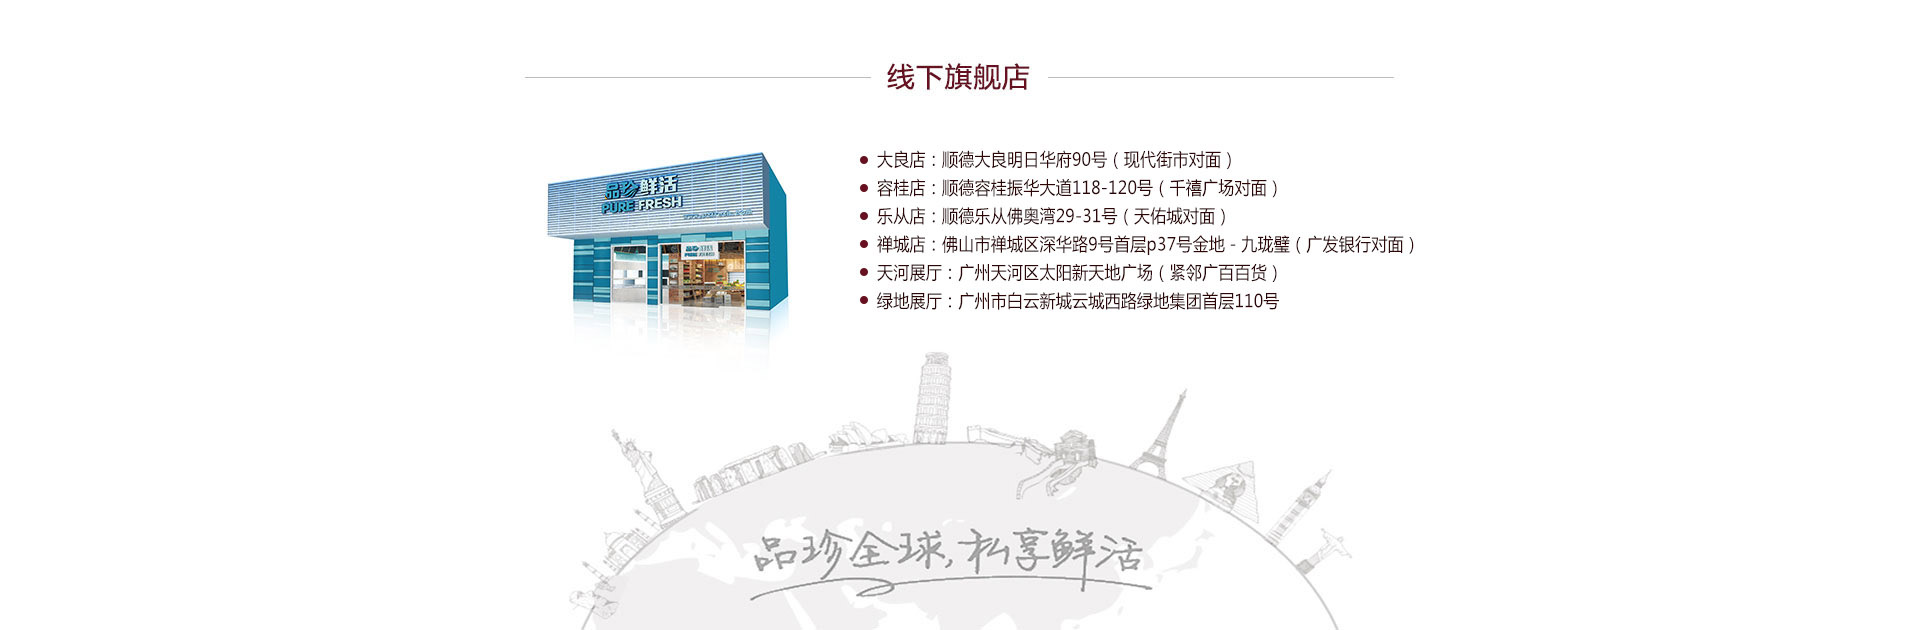 线下旗舰店
品珍鲜活
PURE FRESH
大良店：顺德大良明日华府90号（现代街市对面）
容桂店：顺德容桂振华大道118-120号（千禧广场对面）
乐从店：顺德乐从佛奥湾29-31号（天佑城对面）
禅城店：佛山市禅城区深华路9号首层p37号金地 - 九珑璧（广发银行对面）
天河展厅：广州天河区太阳新天地广场（紧邻广百百货）
绿地展厅：广州市白云新城云城西路绿地集团首层110号
品珍全球,私享鲜活